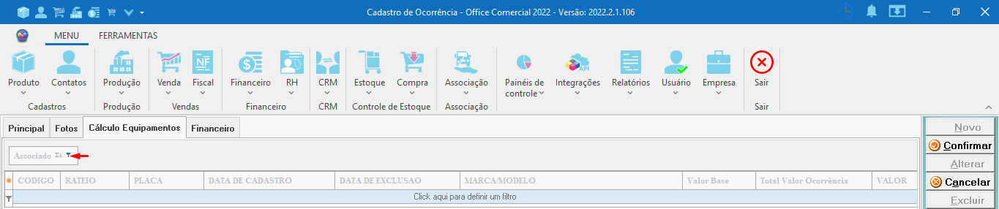 Cadastro de Ocorrência - Office Comercial 2022 - Versão: 2022.2.1.106
MENU FERRAMENTAS
Produto Contatos Produção Venda Fiscal Financeiro RH CRM Estoque Compra Associação Painéis de controle Integrações Relatórios Usuário Empresa Sair
NF
API
Cadastros Produção Vendas Financeiro CRM Controle de Estoque Associação Sair
Principal Fotos Cálculo Equipamentos Financeiro
Novo
Confirmar
Alterar
Cancelar
Excluir
Associado
CODIGO RATEIO PLACA DATA DE CADASTRO DATA DE EXCLUSAO MARCA/MODELO Valor Base Total Valor Ocorrência VALOR
Click aqui para definir um filtro